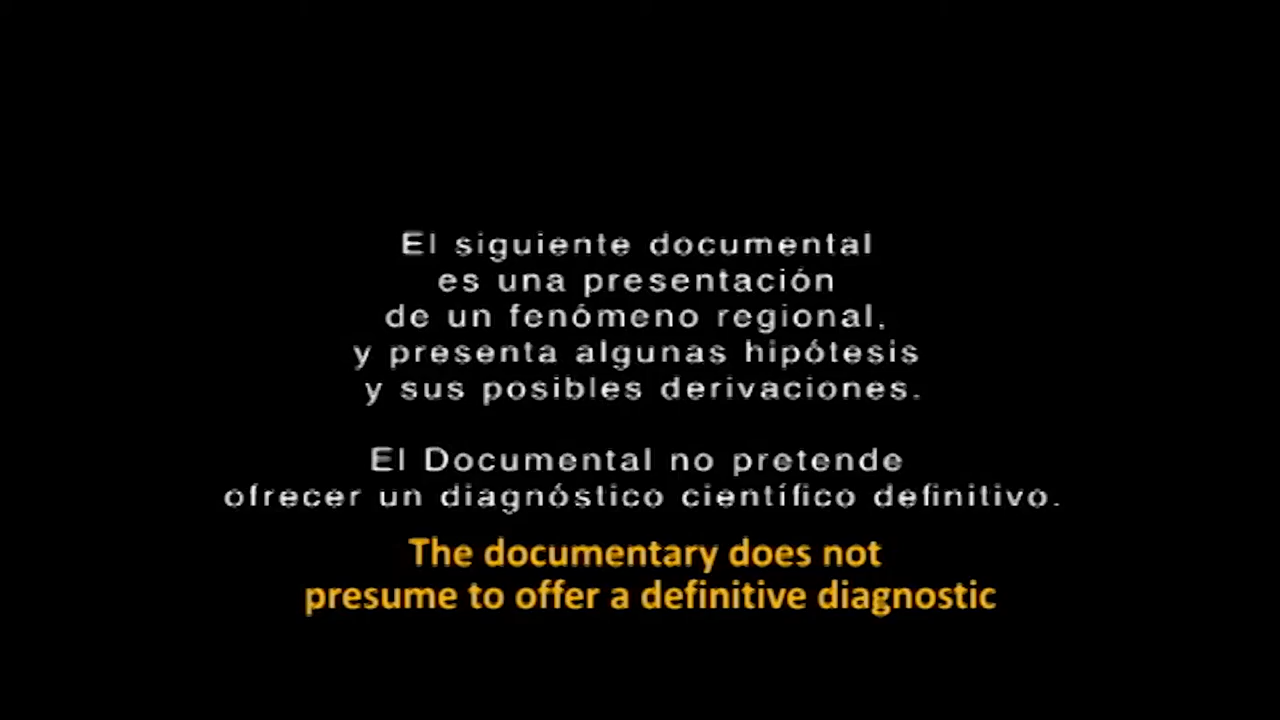 El siguiente documental
es una presentación
de un fenómeno regional,
y presenta algunas hipótesis
y sus posibles derivaciones.
El Documental no pretende
ofrecer un diagnóstico científico definitivo.
The documentary does not
presume to offer a definitive diagnostic